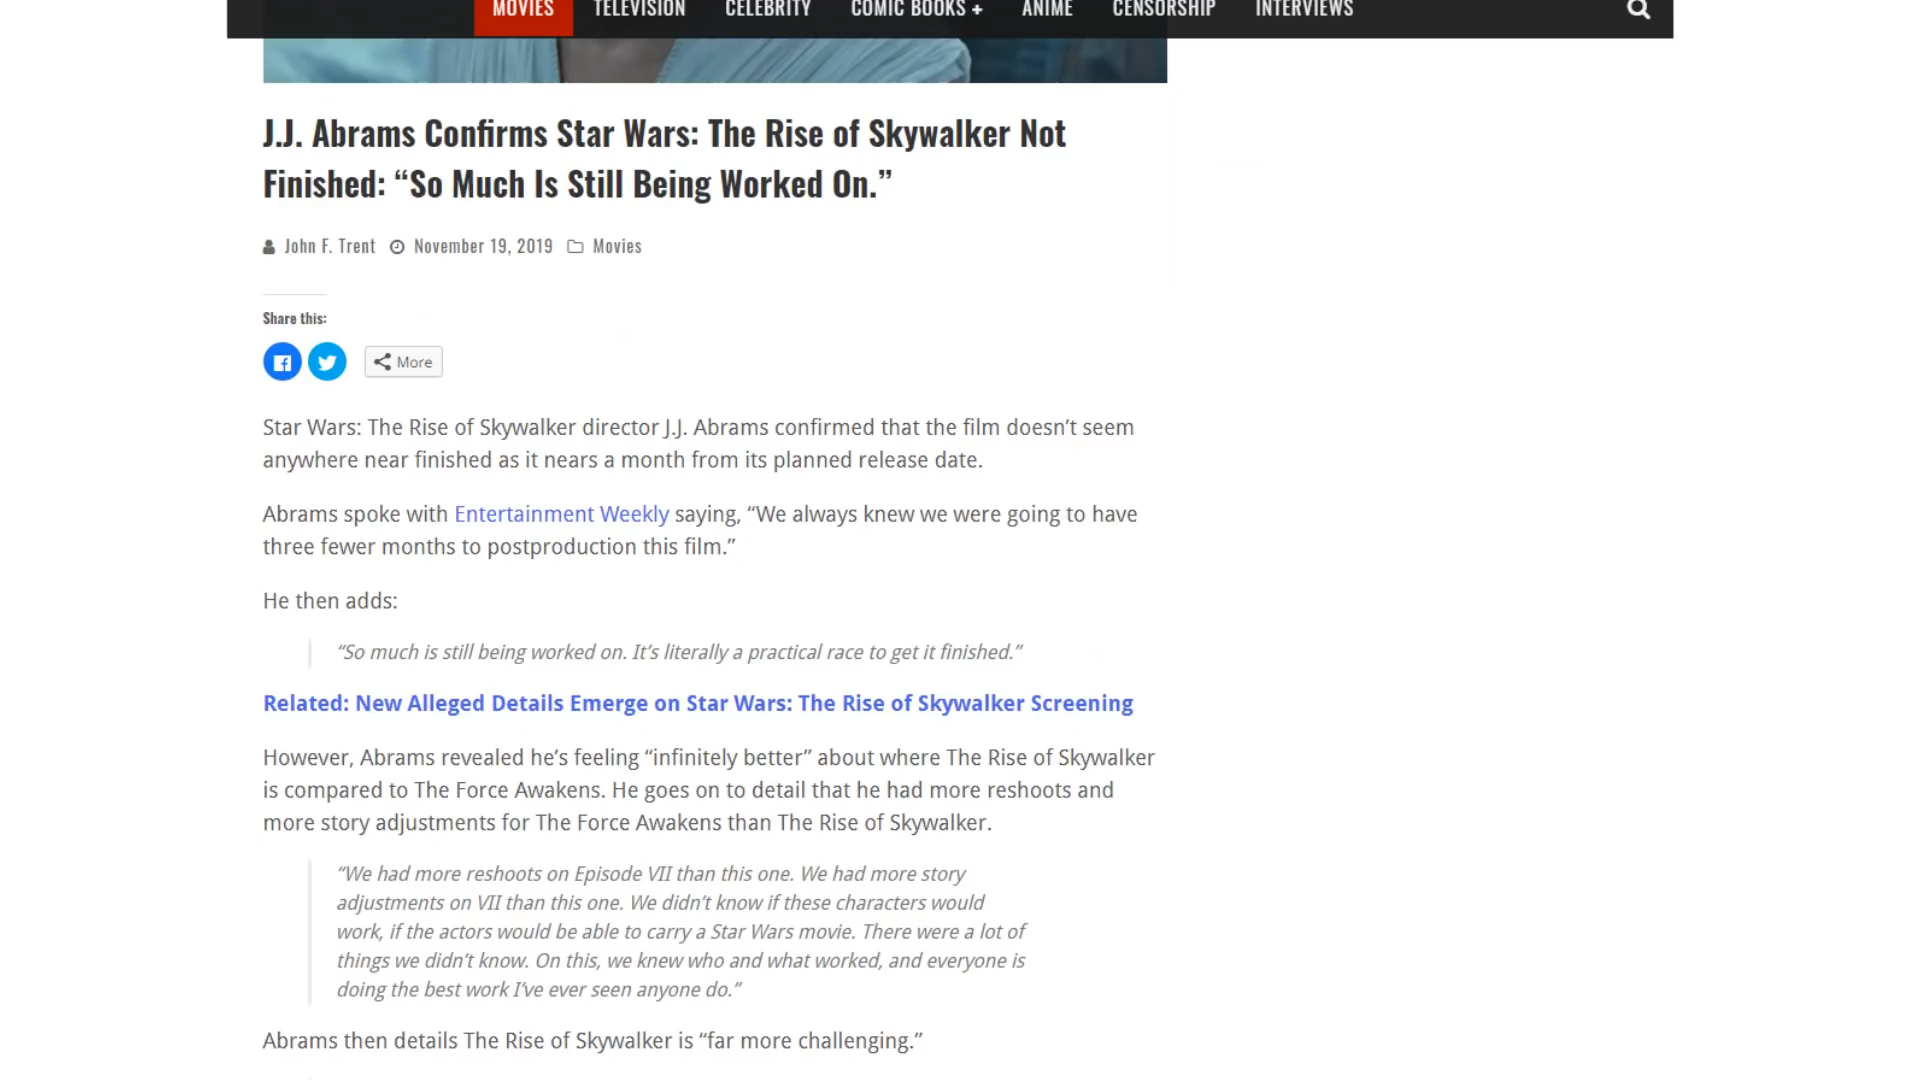 MOVIES TELEVISION CELEBRITY COMIC BOOKS + ANIME CENSORSHIP INTERVIEWS
J.J. Abrams Confirms Star Wars: The Rise of Skywalker Not
Finished: “So Much Is Still Being Worked On.”
John F. Trent November 19, 2019 Movies
Share this:
More
Star Wars: The Rise of Skywalker director J.J. Abrams confirmed that the film doesn’t seem
anywhere near finished as it nears a month from its planned release date.
Abrams spoke with Entertainment Weekly saying, “We always knew we were going to have
three fewer months to postproduction this film.”
He then adds:
“So much is still being worked on. It’s literally a practical race to get it finished.”
Related: New Alleged Details Emerge on Star Wars: The Rise of Skywalker Screening
However, Abrams revealed he’s feeling “infinitely better” about where The Rise of Skywalker
is compared to The Force Awakens. He goes on to detail that he had more reshoots and
more story adjustments for The Force Awakens than The Rise of Skywalker.
“We had more reshoots on Episode VII than this one. We had more story
adjustments on VII than this one. We didn’t know if these characters would
work, if the actors would be able to carry a Star Wars movie. There were a lot of
things we didn’t know. On this, we knew who and what worked, and everyone is
doing the best work I’ve ever seen anyone do.”
Abrams then details The Rise of Skywalker is “far more challenging.”